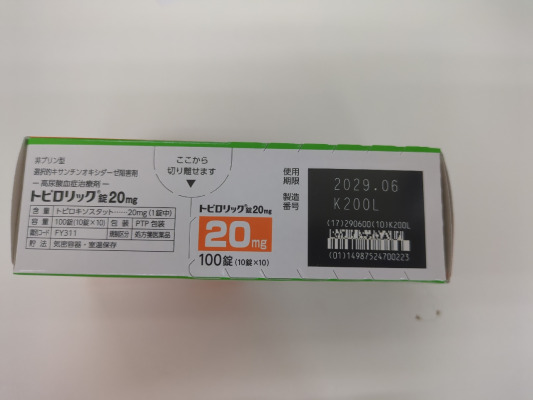 非プリン型
選択的キサンチンオキシダーゼ阻害剤
－高尿酸血症治療剤－
トピロリック錠20mg
含 量 トピロキソスタット……20mg(1錠中)
容 量 100錠(10錠×10) 包 装 PTP包装
識別コード FY311 規制区分 処方箋医薬品
貯 法 気密容器・室温保存
ここから
切り離せます
トピロリック錠20mg
20mg
100錠(10錠×10)
使用
期限
2029.06
製造
番号
K200L
(17)290600(10)K200L
(01)14987524700223